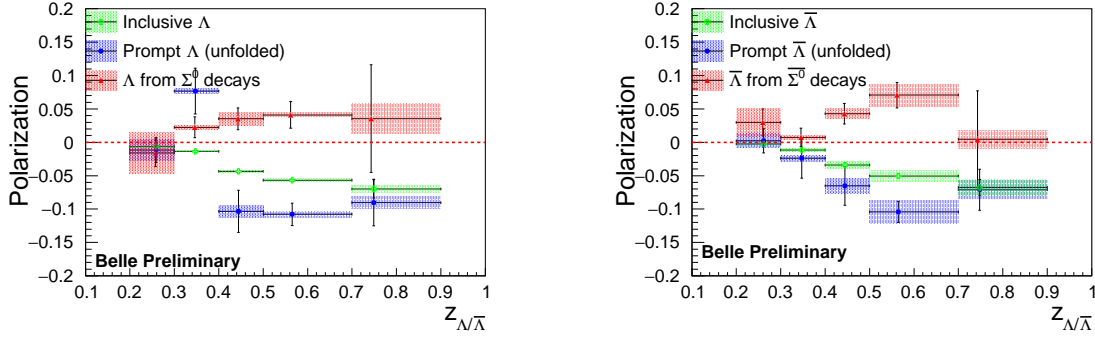 0.2
0.15
0.1
0.05
0
−0.05
−0.1
−0.15
−0.2
Polarization
Inclusive Λ
Prompt Λ (unfolded)
Λ from Σ⁰ decays
Belle Preliminary
0.1 0.2 0.3 0.4 0.5 0.6 0.7 0.8 0.9 1
z_Λ/Λ̅
0.2
0.15
0.1
0.05
0
−0.05
−0.1
−0.15
−0.2
Polarization
Inclusive Λ̅
Prompt Λ̅ (unfolded)
Λ̅ from Σ̅⁰ decays
Belle Preliminary
0.1 0.2 0.3 0.4 0.5 0.6 0.7 0.8 0.9 1
z_Λ/Λ̅